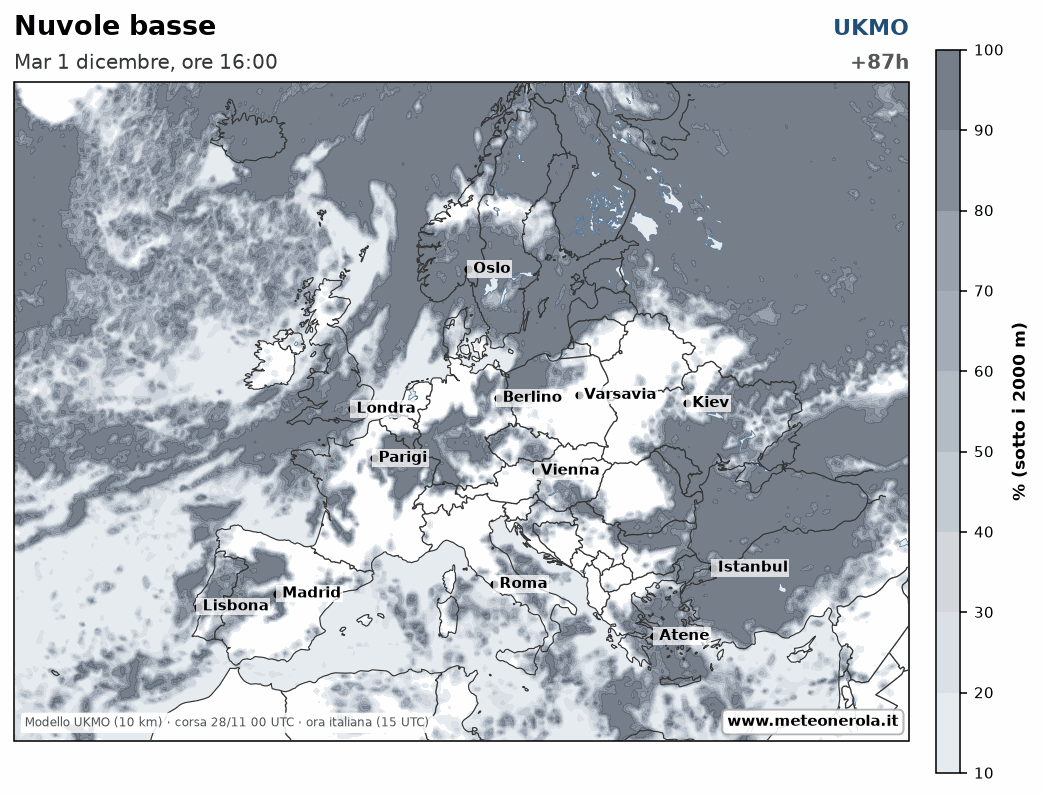 Nuvole basse
UKMO
Mar 1 dicembre, ore 16:00
+87h
100
90
80
70
60
50
40
30
20
10
% (sotto i 2000 m)
Oslo
Londra
Berlino
Varsavia
Kiev
Parigi
Vienna
Istanbul
Roma
Madrid
Lisbona
Atene
Modello UKMO (10 km) · corsa 28/11 00 UTC · ora italiana (15 UTC)
www.meteonerola.it